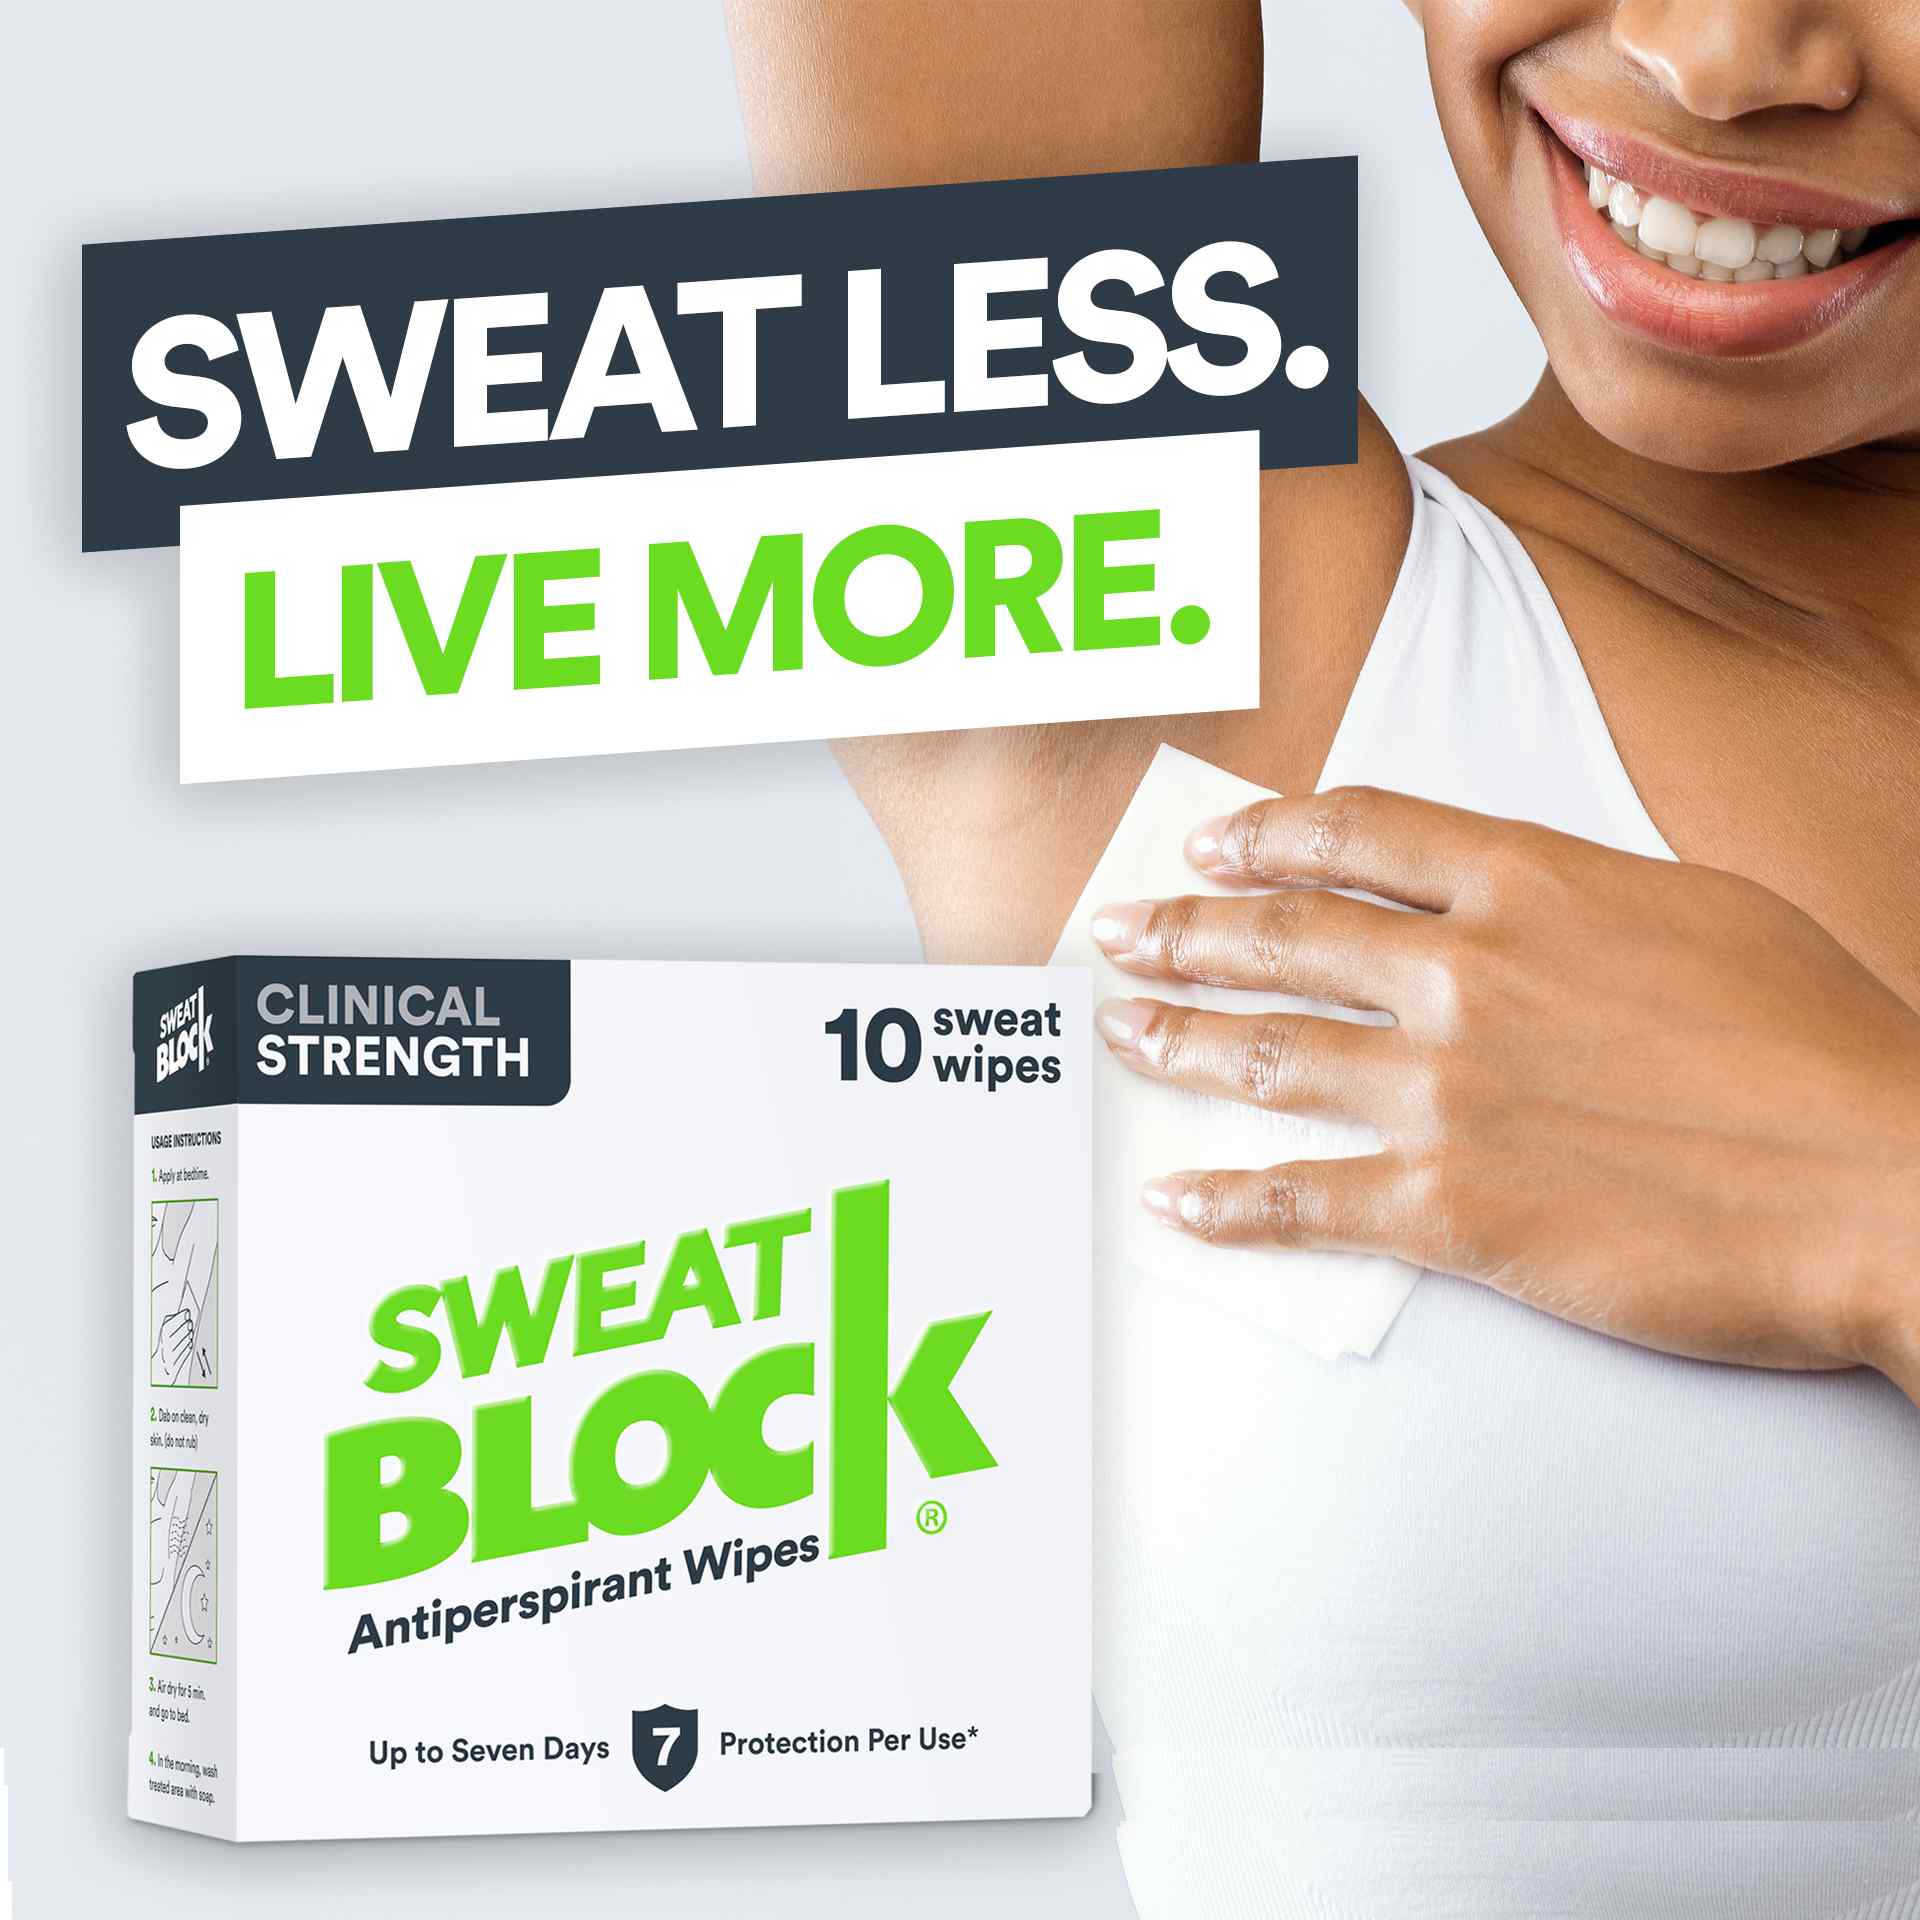 SWEAT LESS.
LIVE MORE.
SWEAT
BLOCK
CLINICAL
STRENGTH
10 sweat
wipes
USAGE INSTRUCTIONS
1. Apply at bedtime.
2. Dab on clean, dry
skin. (do not rub)
3. Air dry for 5 min.
and go to bed.
4. In the morning, wash
treated area with soap.
SWEAT
BLOCK®
Antiperspirant Wipes
Up to Seven Days 7 Protection Per Use*